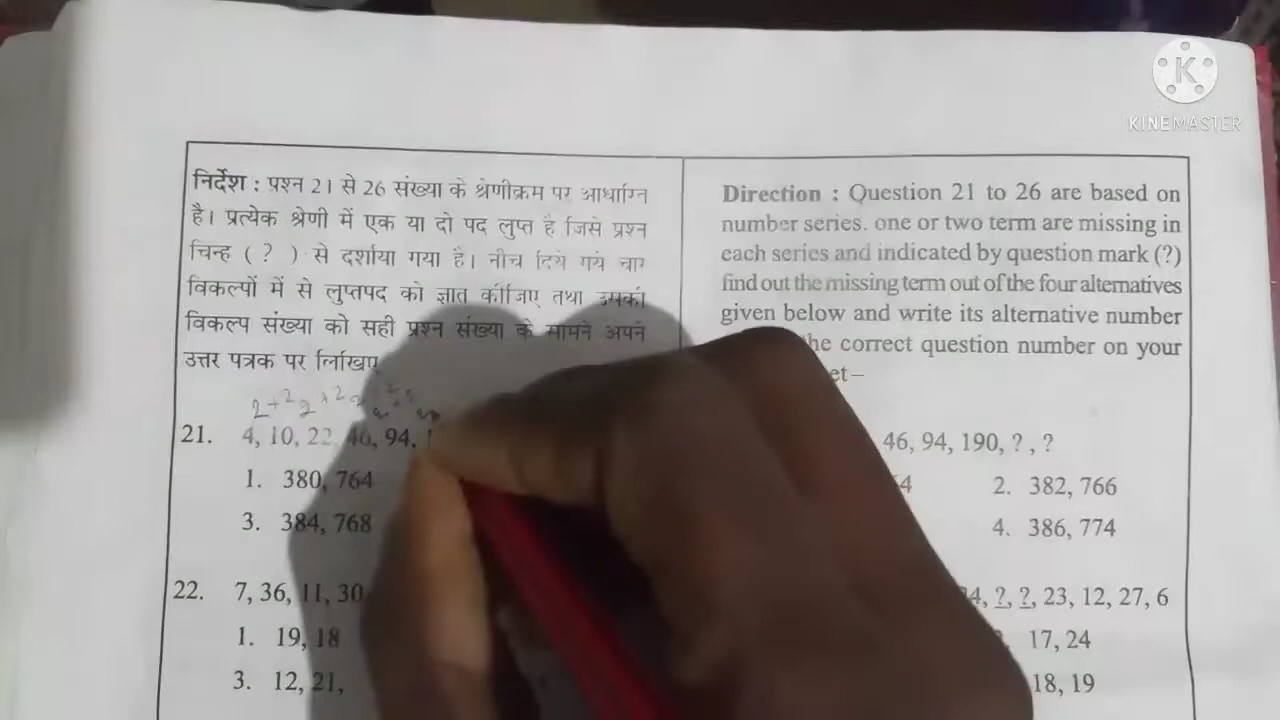 KINEMASTER
निर्देश : प्रश्न 21 से 26 संख्या के श्रेणीक्रम पर
है। प्रत्येक श्रेणी में एक या दो पद लुप्त है जिसे प्रश्न
चिन्ह ( ? ) से दर्शाया गया है। दिये गये चार
विकल्पों में से लुप्तपद को ज्ञात कीजिए तथा उसकी
विकल्प संख्या को सही प्रश्न संख्या के सामने अपने
उत्तर पत्रक पर लिखिए
21. 4, 10, 22, 46, 94,
1. 380, 764
3. 384, 768
22. 7, 36, 11, 30
1. 19, 18
3. 12, 21,
Direction : Question 21 to 26 are based on
number series. one or two term are missing in
each series and indicated by question mark (?)
find out the missing term out of the four alternatives
given below and write its alternative number
the correct question number on your
46, 94, 190, ? , ?
2. 382, 766
4. 386, 774
?, ?, 23, 12, 27, 6
17, 24
18, 19